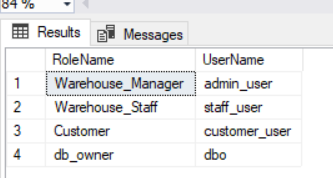 84 %
Results Messages
RoleName UserName
1 Warehouse_Manager admin_user
2 Warehouse_Staff staff_user
3 Customer customer_user
4 db_owner dbo